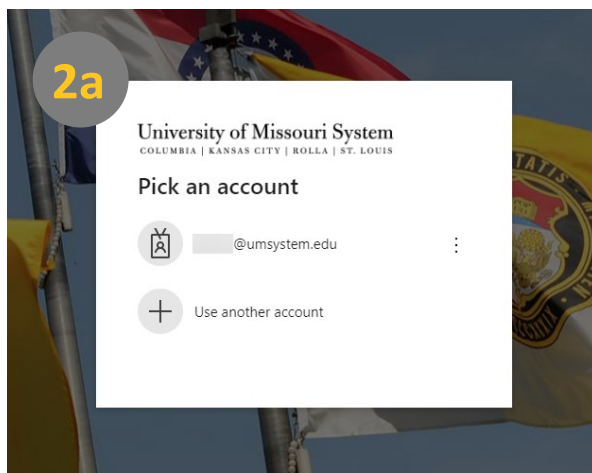 2a
University of Missouri System
COLUMBIA | KANSAS CITY | ROLLA | ST. LOUIS
Pick an account
@umsystem.edu
Use another account
TATIS